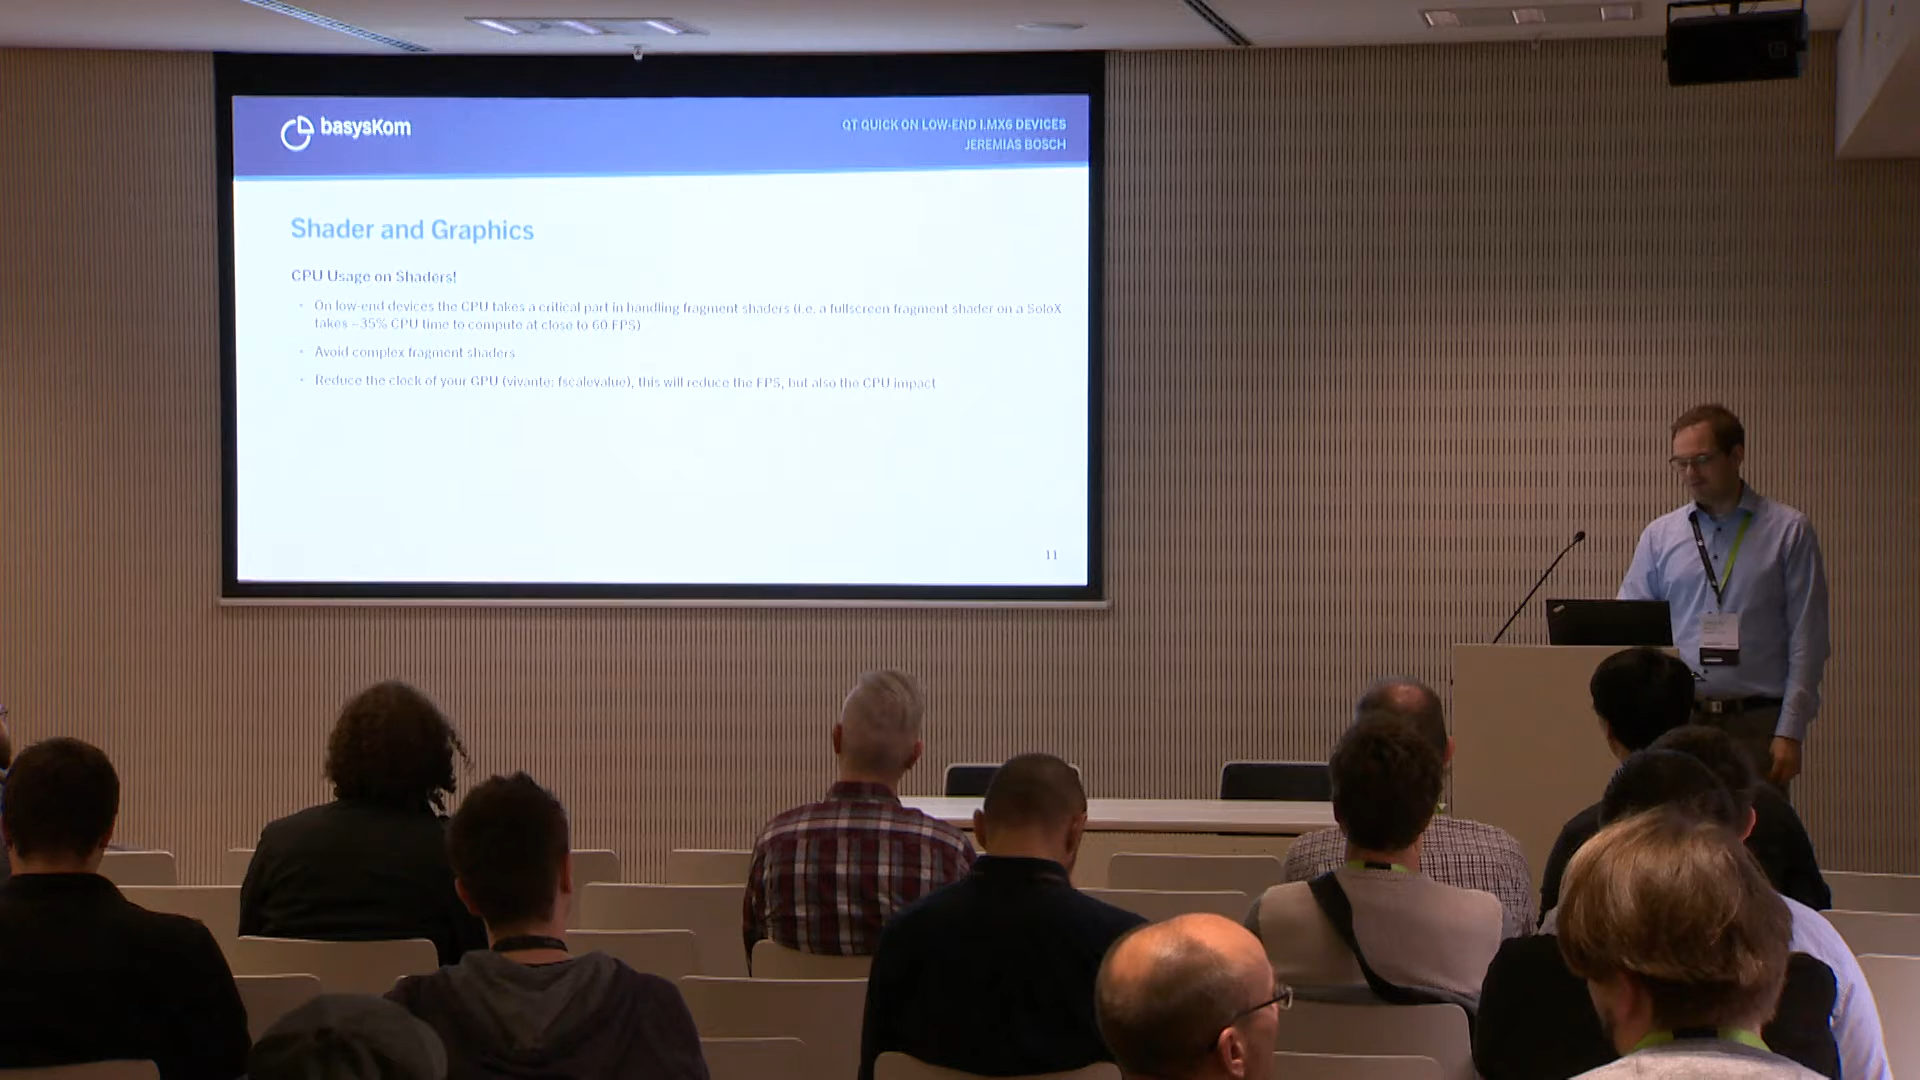 basysKom
QT QUICK ON LOW-END I.MX6 DEVICES
JEREMIAS BOSCH
Shader and Graphics
CPU Usage on Shaders!
• On low-end devices the CPU takes a critical part in handling fragment shaders (i.e. a fullscreen fragment shader on a SoloX
takes ~35% CPU time to compute at close to 60 FPS)
• Avoid complex fragment shaders
• Reduce the clock of your GPU (vivante: fscalevalue), this will reduce the FPS, but also the CPU impact
11